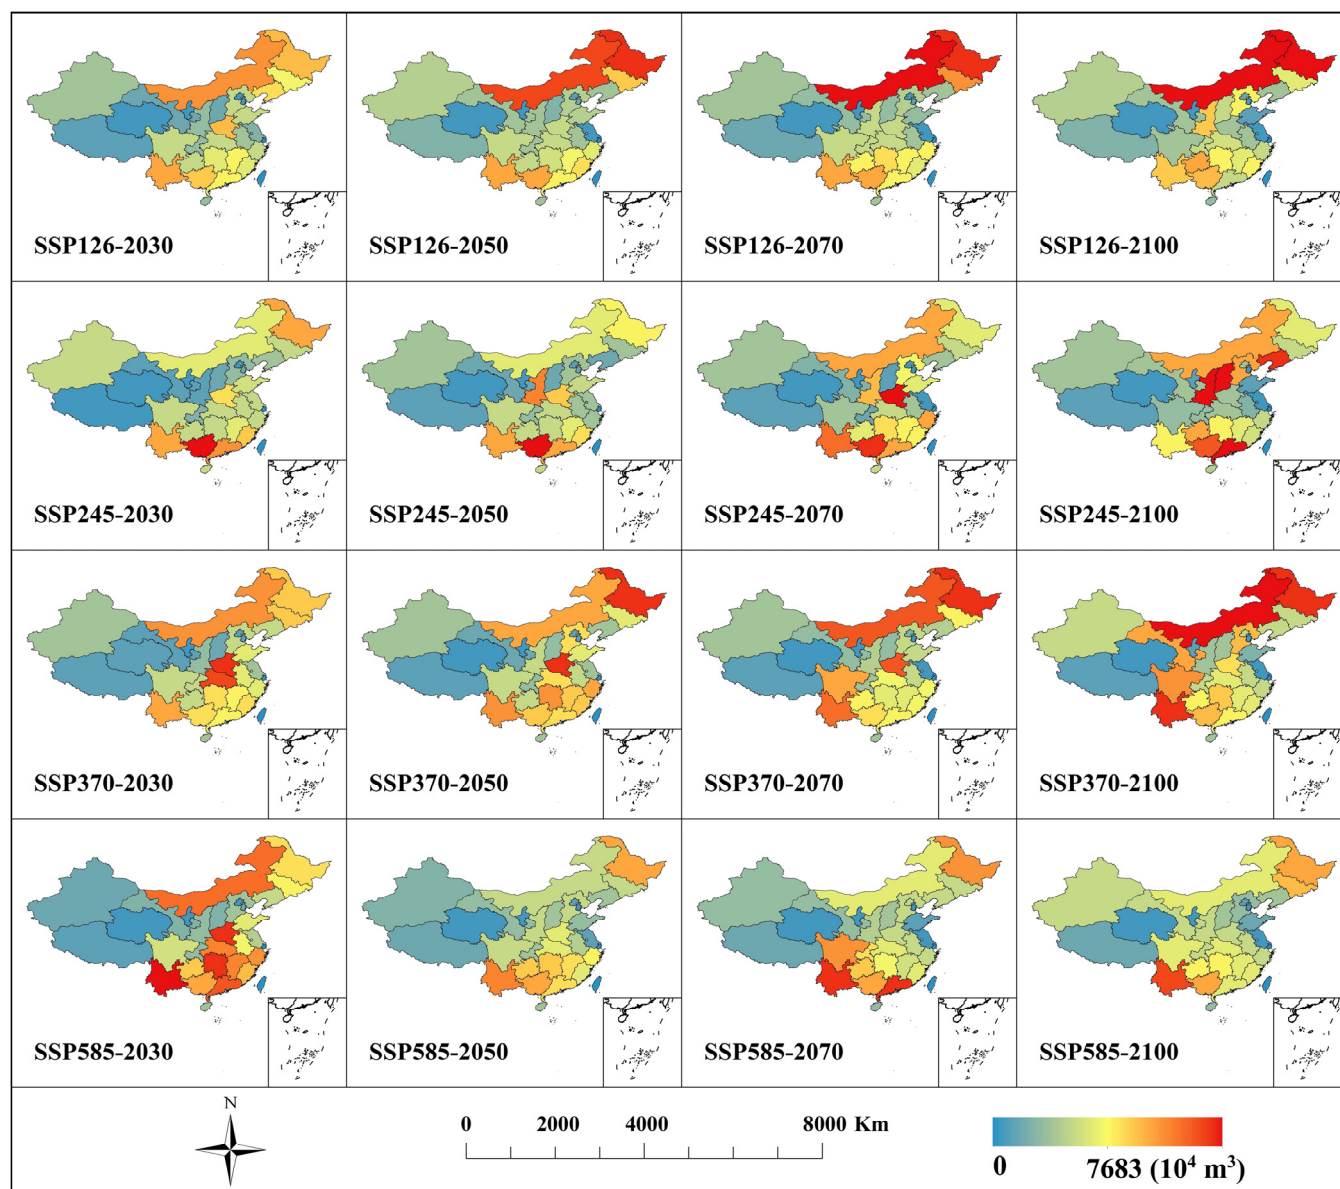 SSP126-2030
SSP126-2050
SSP126-2070
SSP126-2100
SSP245-2030
SSP245-2050
SSP245-2070
SSP245-2100
SSP370-2030
SSP370-2050
SSP370-2070
SSP370-2100
SSP585-2030
SSP585-2050
SSP585-2070
SSP585-2100
N
0 2000 4000 8000 Km
0 7683 (10⁴ m³)